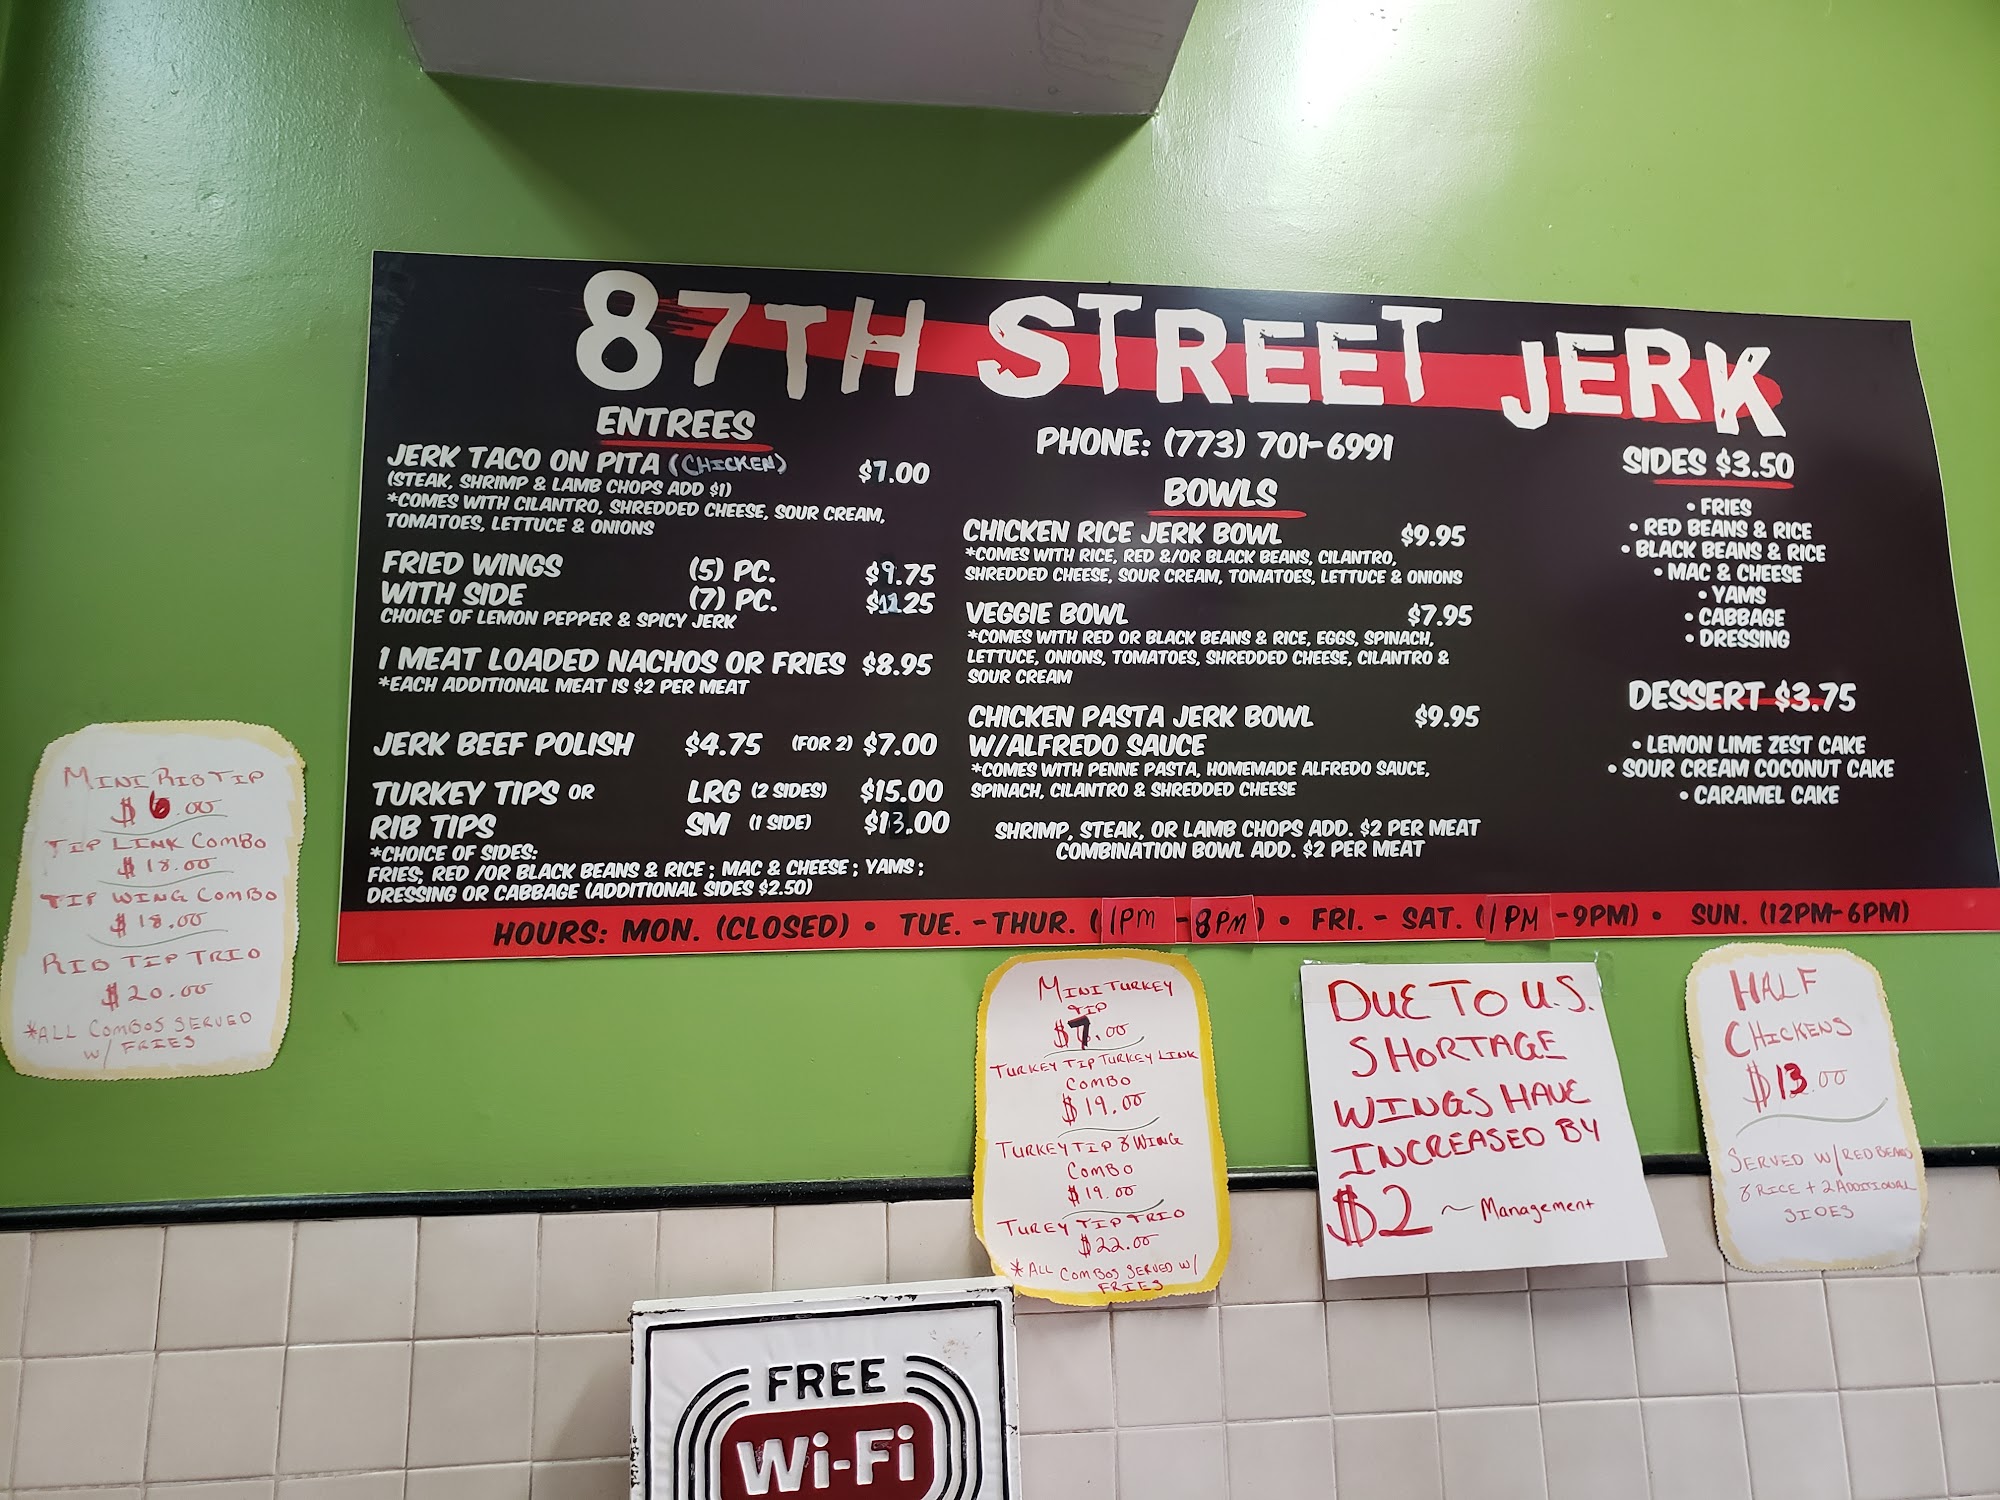 87TH STREET JERK
ENTREES
JERK TACO ON PITA (CHICKEN) $7.00
(STEAK, SHRIMP & LAMB CHOPS ADD $1)
*COMES WITH CILANTRO, SHREDDED CHEESE, SOUR CREAM,
TOMATOES, LETTUCE & ONIONS
FRIED WINGS (5) PC. $9.75
WITH SIDE (7) PC.
CHOICE OF LEMON PEPPER & SPICY JERK
1 MEAT LOADED NACHOS OR FRIES $8.95
*EACH ADDITIONAL MEAT IS $2 PER MEAT
JERK BEEF POLISH $4.75 (FOR 2) $7.00
TURKEY TIPS OR LRG (2 SIDES) $15.00
RIB TIPS SM (1 SIDE) $13.00
*CHOICE OF SIDES:
FRIES; RED /OR BLACK BEANS & RICE; MAC & CHEESE; YAMS;
DRESSING OR CABBAGE (ADDITIONAL SIDES $2.50)
PHONE: (773) 701-6991
BOWLS
CHICKEN RICE JERK BOWL $9.95
*COMES WITH RICE, RED &/OR BLACK BEANS, CILANTRO,
SHREDDED CHEESE, SOUR CREAM, TOMATOES, LETTUCE & ONIONS
VEGGIE BOWL $7.95
*COMES WITH RED OR BLACK BEANS & RICE, EGGS, SPINACH,
LETTUCE, ONIONS, TOMATOES, SHREDDED CHEESE, CILANTRO &
SOUR CREAM
CHICKEN PASTA JERK BOWL $9.95
W/ALFREDO SAUCE
*COMES WITH PENNE PASTA, HOMEMADE ALFREDO SAUCE,
SPINACH, CILANTRO & SHREDDED CHEESE
SHRIMP, STEAK, OR LAMB CHOPS ADD. $2 PER MEAT
COMBINATION BOWL ADD. $2 PER MEAT
SIDES $3.50
• FRIES
• RED BEANS & RICE
• BLACK BEANS & RICE
• MAC & CHEESE
• YAMS
• CABBAGE
• DRESSING
DESSERT $3.75
• LEMON LIME ZEST CAKE
• SOUR CREAM COCONUT CAKE
• CARAMEL CAKE
HOURS: MON. (CLOSED) • TUE. - THUR. (1PM - 8PM) • FRI. - SAT. (1PM - 9PM) • SUN. (12PM-6PM)
MINI RIB TIP
$6.00
TIP LINK COMBO
$18.00
TIP WING COMBO
$18.00
RIB TIP TRIO
$20.00
*ALL COMBOS SERVED
W/ FRIES
MINI TURKEY
TIP
$7.00
TURKEY TIP TURKEY LINK
COMBO
$19.00
TURKEY TIP & WING
COMBO
$19.00
TUREY TIP TRIO
$22.00
*ALL COMBOS SERVED W/
FRIES
DUE TO U.S.
SHORTAGE
WINGS HAVE
INCREASED BY
$2 ~ Management
HALF
CHICKENS
$13.00
SERVED W/ RED BEANS
& RICE + 2 ADDITIONAL
SIDES
FREE
Wi-Fi